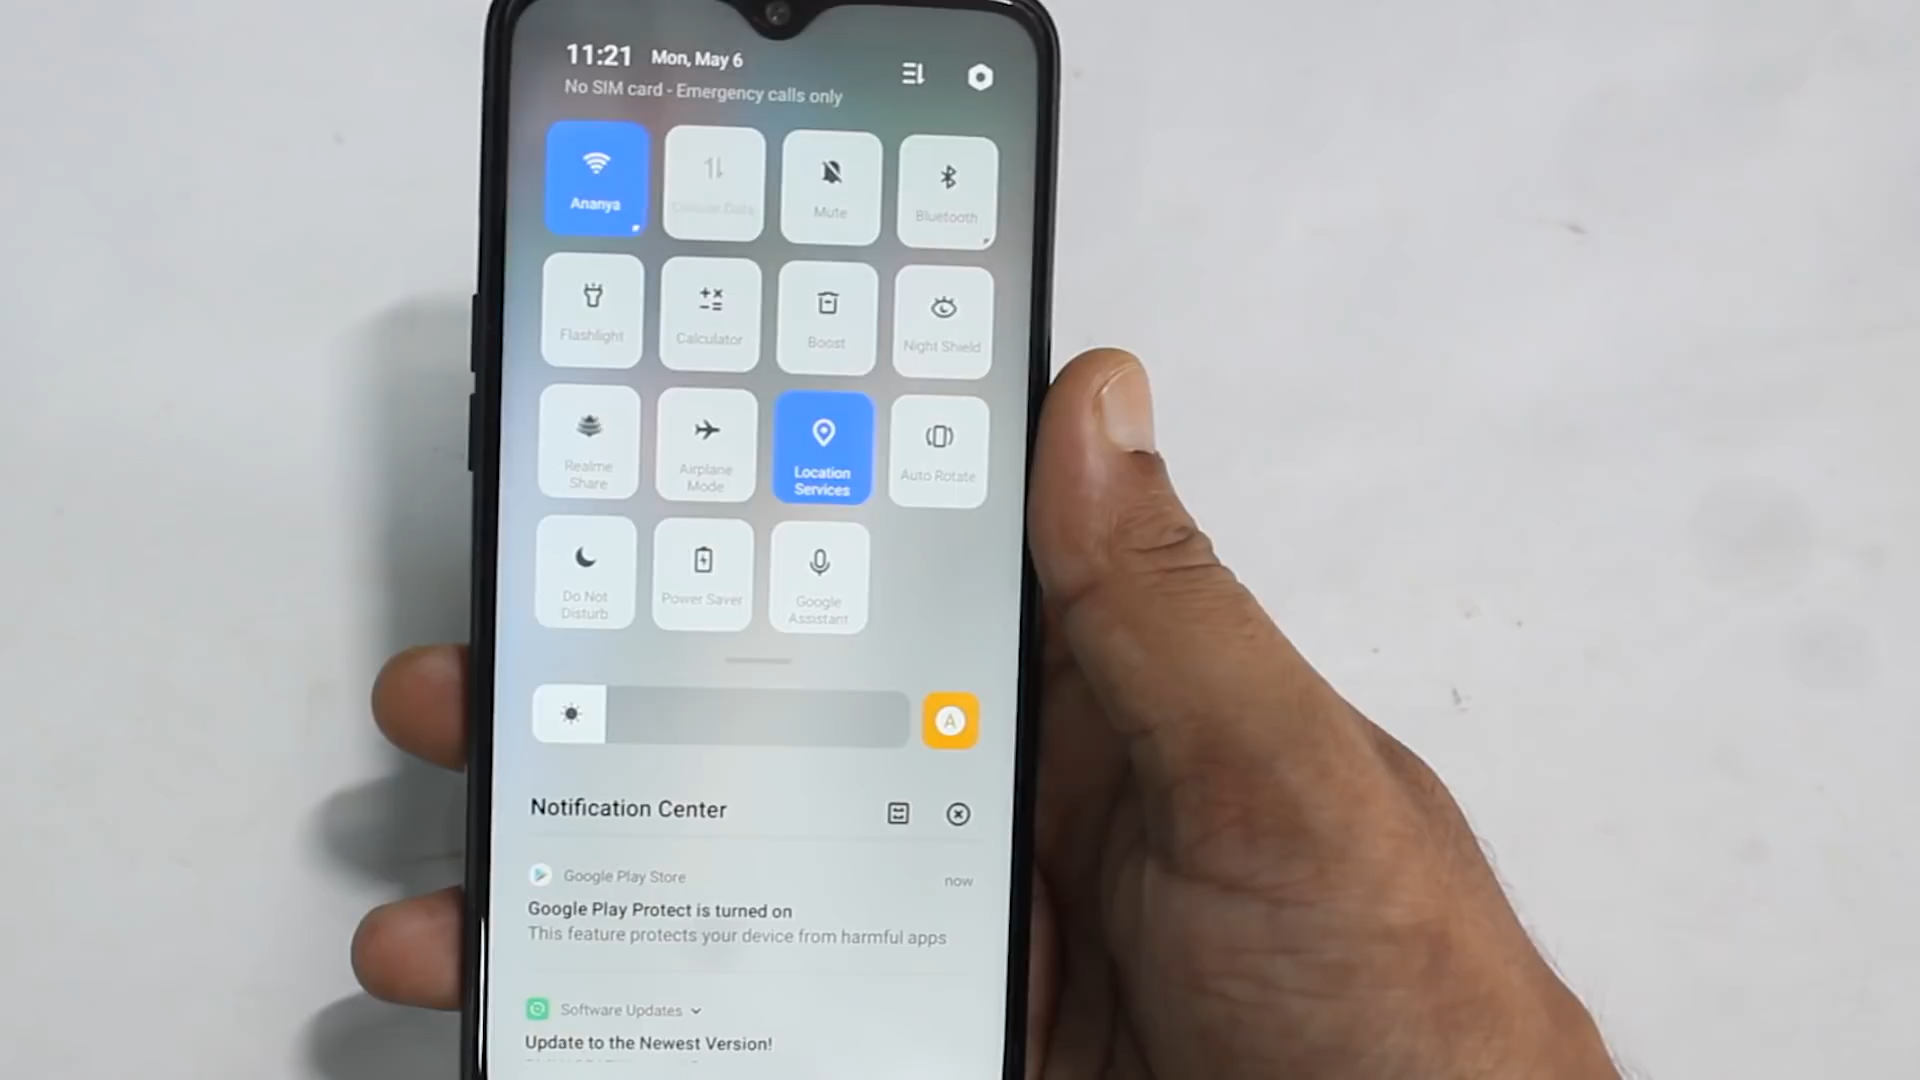 11:21 Mon, May 6
No SIM card - Emergency calls only
Ananya
Mute
Bluetooth
Flashlight
Calculator
Boost
Night Shield
Realme
Share
Airplane
Mode
Location
Services
Auto Rotate
Do Not
Disturb
Power Saver
Google
Assistant
A
Notification Center
Google Play Store
now
Google Play Protect is turned on
This feature protects your device from harmful apps
Software Updates
Update to the Newest Version!